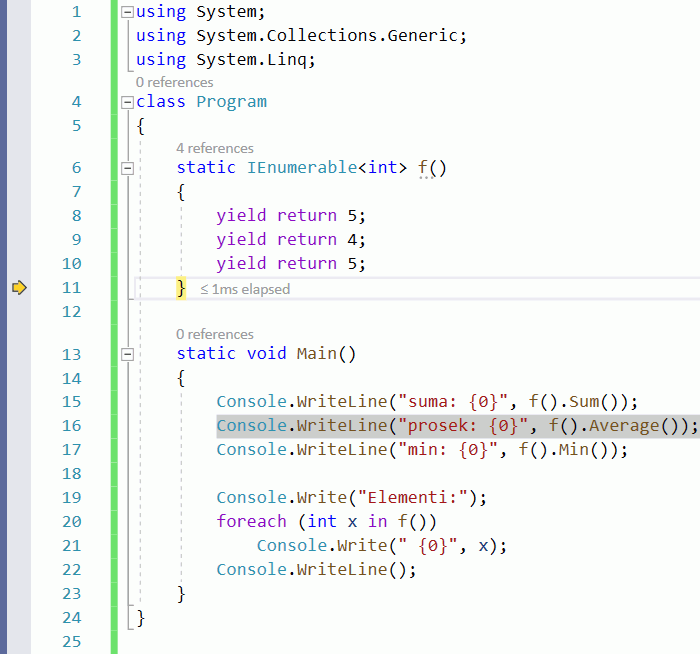 1 using System;
2 using System.Collections.Generic;
3 using System.Linq;
0 references
4 class Program
5 {
4 references
6 static IEnumerable<int> f()
7 {
8 yield return 5;
9 yield return 4;
10 yield return 5;
11 } ≤ 1ms elapsed
12
0 references
13 static void Main()
14 {
15 Console.WriteLine("suma: {0}", f().Sum());
16 Console.WriteLine("prosek: {0}", f().Average());
17 Console.WriteLine("min: {0}", f().Min());
18
19 Console.Write("Elementi:");
20 foreach (int x in f())
21 Console.Write(" {0}", x);
22 Console.WriteLine();
23 }
24 }
25